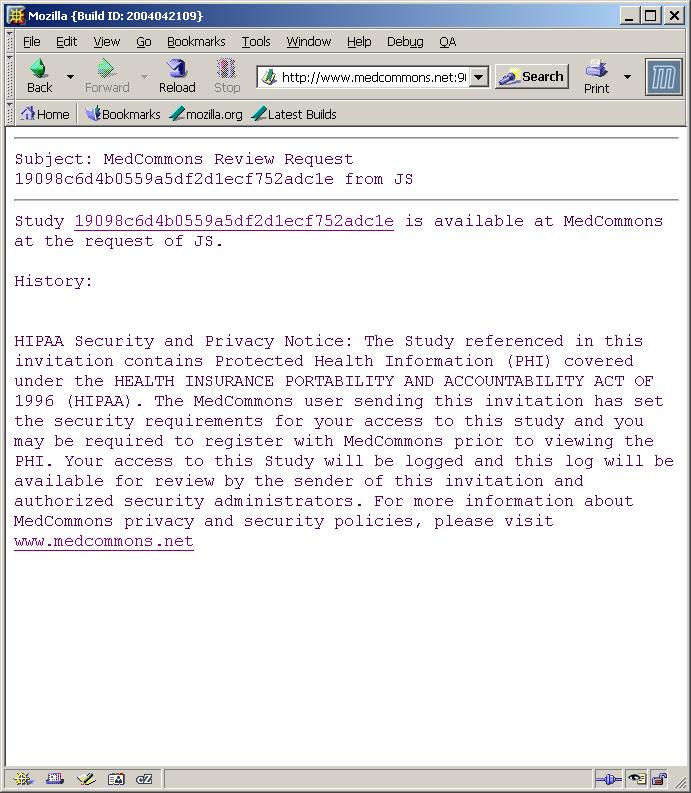 Mozilla {Build ID: 2004042109}
File Edit View Go Bookmarks Tools Window Help Debug QA
Back Forward Reload Stop http://www.medcommons.net:9 Search Print
Home Bookmarks mozilla.org Latest Builds
Subject: MedCommons Review Request
19098c6d4b0559a5df2d1ecf752adc1e from JS
Study 19098c6d4b0559a5df2d1ecf752adc1e is available at MedCommons
at the request of JS.
History:
HIPAA Security and Privacy Notice: The Study referenced in this
invitation contains Protected Health Information (PHI) covered
under the HEALTH INSURANCE PORTABILITY AND ACCOUNTABILITY ACT OF
1996 (HIPAA). The MedCommons user sending this invitation has set
the security requirements for your access to this study and you
may be required to register with MedCommons prior to viewing the
PHI. Your access to this Study will be logged and this log will be
available for review by the sender of this invitation and
authorized security administrators. For more information about
MedCommons privacy and security policies, please visit
www.medcommons.net
cZ